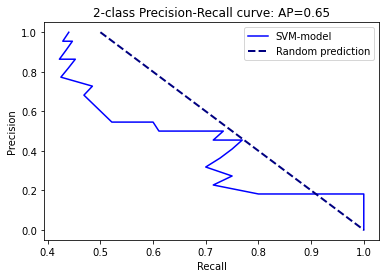 2-class Precision-Recall curve: AP=0.65
SVM-model
Random prediction
Precision
1.0
0.8
0.6
0.4
0.2
0.0
0.4 0.5 0.6 0.7 0.8 0.9 1.0
Recall